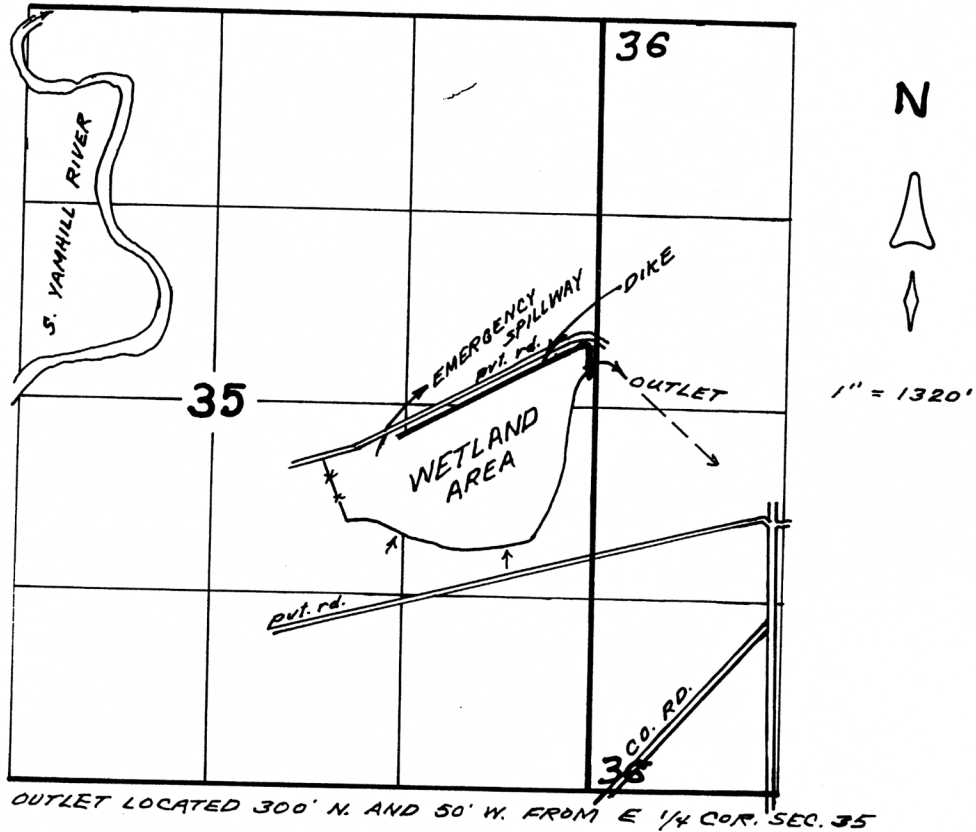 36
N
S. YAMHILL RIVER
DIKE
EMERGENCY
SPILLWAY
pvt. rd.
OUTLET
35
1" = 1320'
WETLAND
AREA
pvt. rd.
CO. RD.
36
OUTLET LOCATED 300' N. AND 50' W. FROM E 1/4 COR. SEC. 35